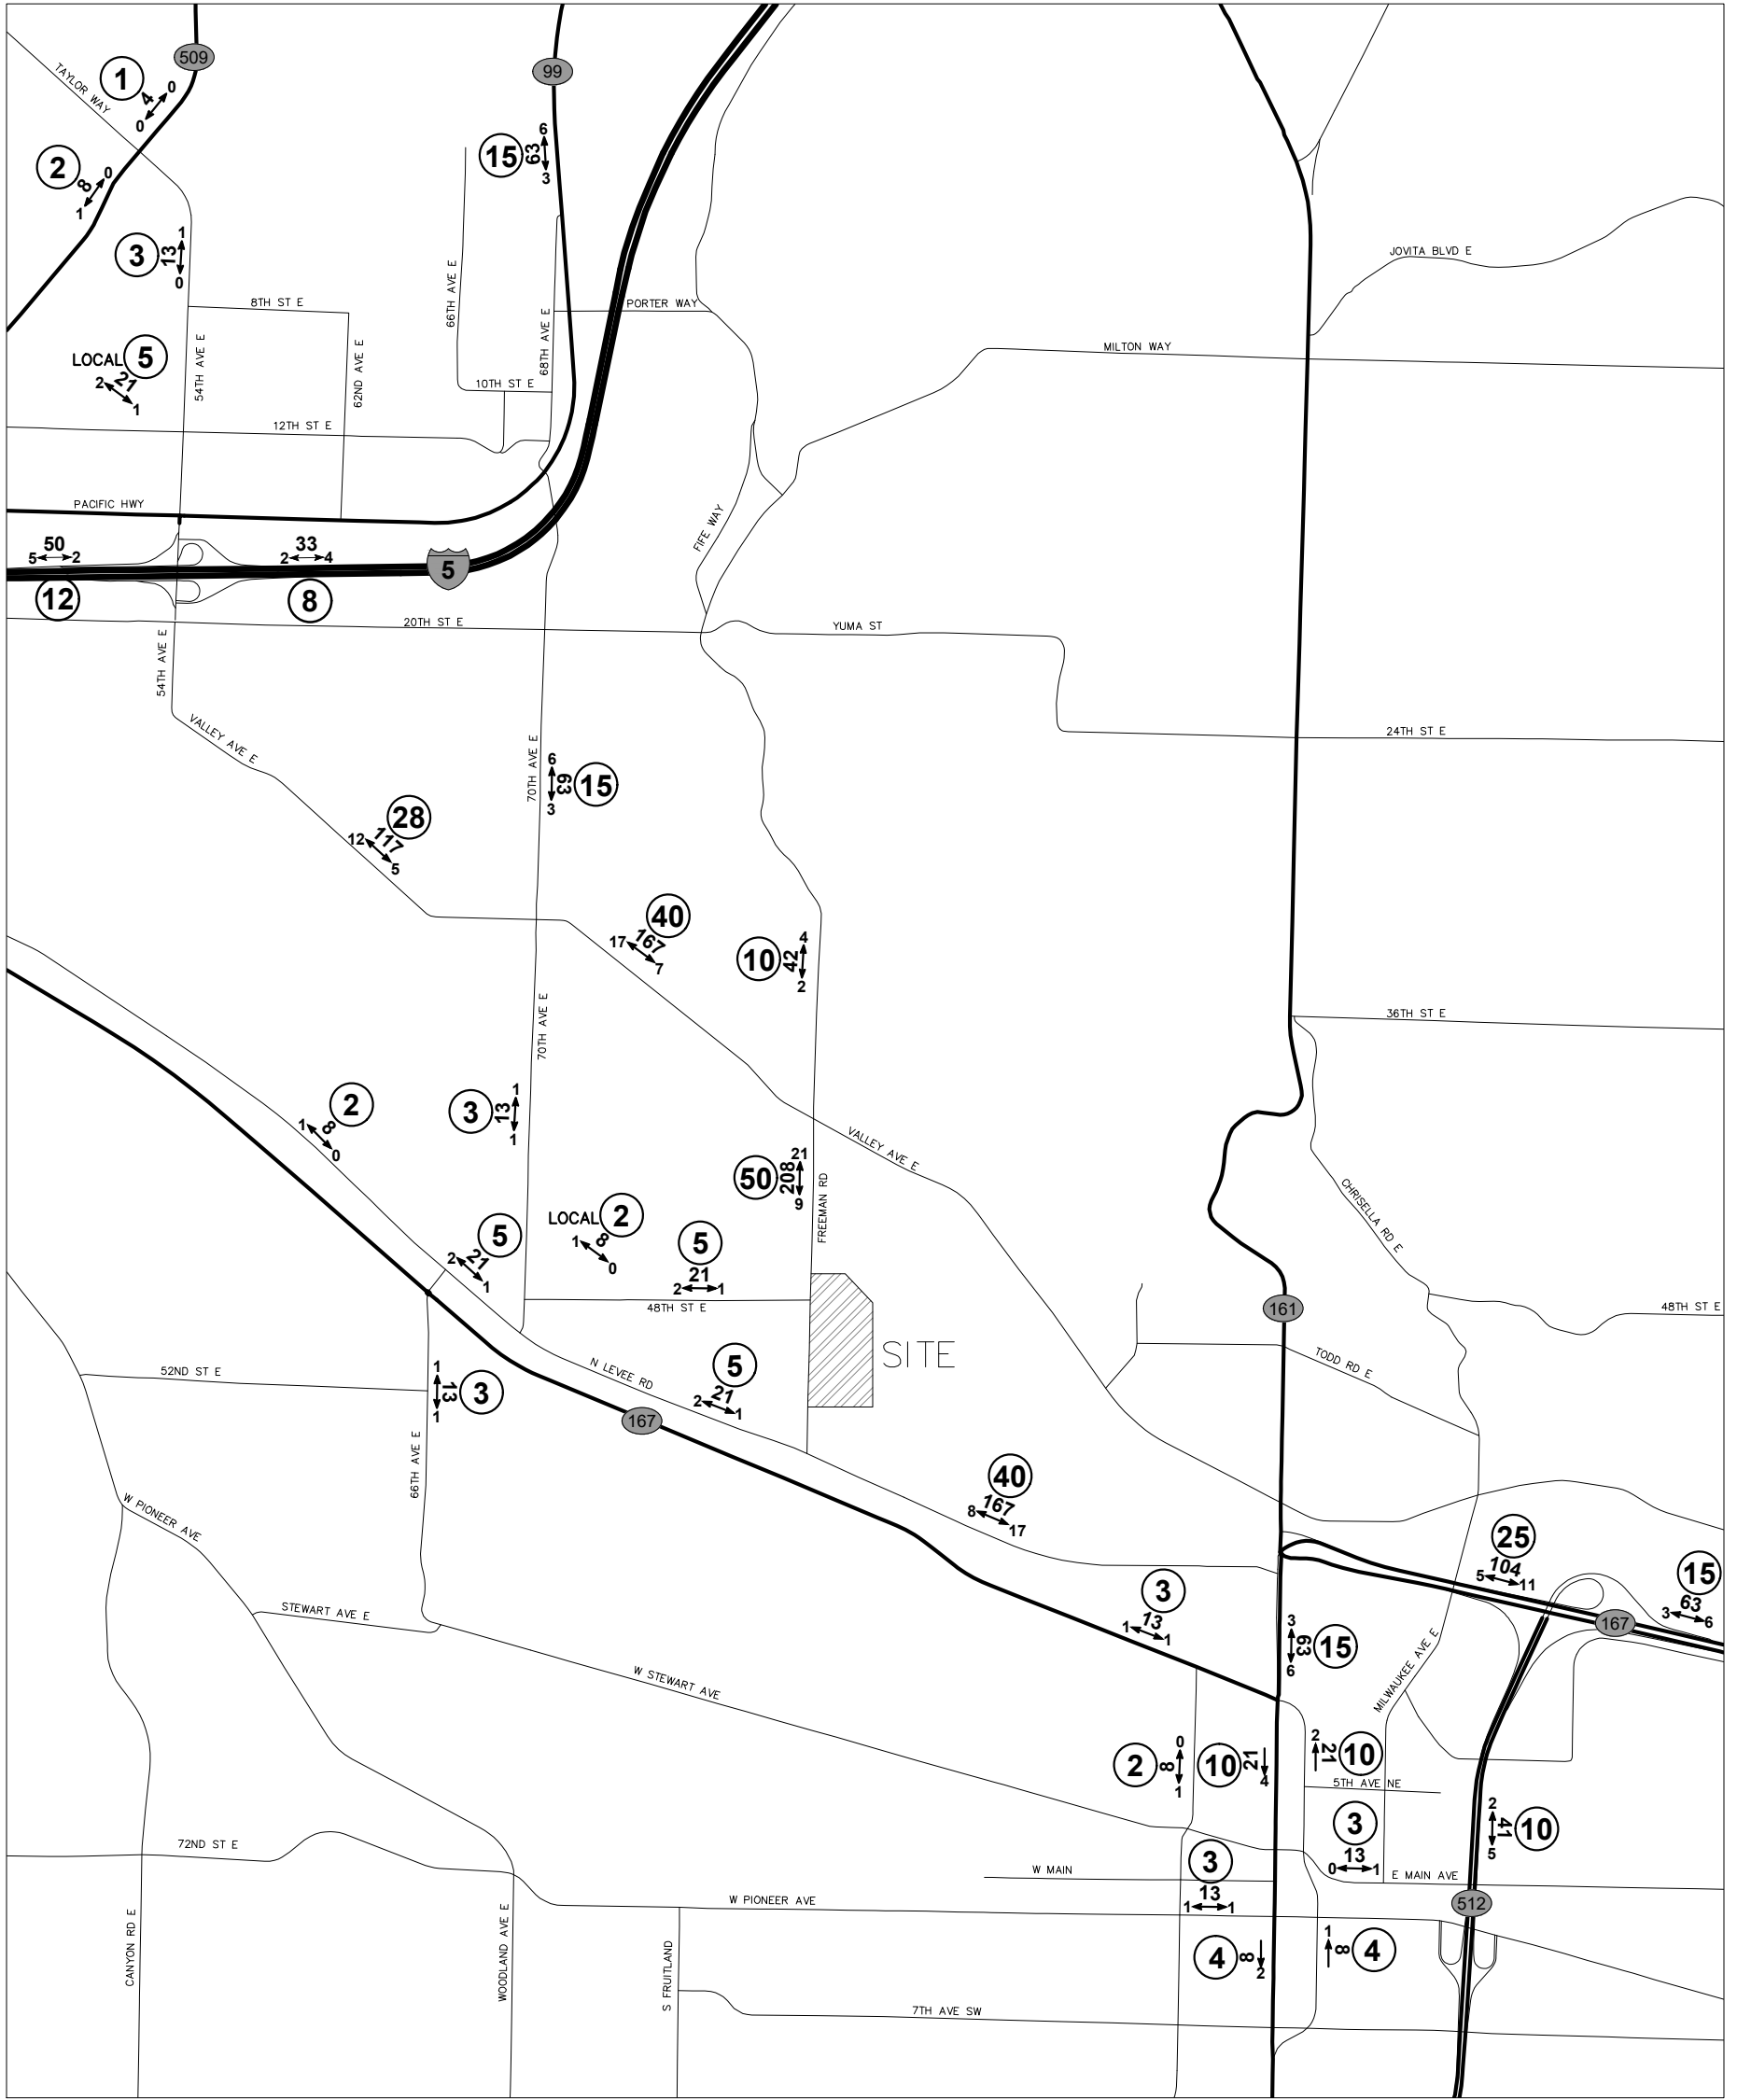 509
99
TAYLOR WAY
1
4
0
0
2
8
0
1
3
13
1
0
15
63
6
3
66TH AVE E
68TH AVE E
PORTER WAY
JOVITA BLVD E
8TH ST E
54TH AVE E
62ND AVE E
MILTON WAY
LOCAL 5
21
2
1
10TH ST E
12TH ST E
PACIFIC HWY
FIFE WAY
50
5 2
12
33
2 4
8
5
20TH ST E
YUMA ST
54TH AVE E
VALLEY AVE E
24TH ST E
70TH AVE E
6
63
3
15
28
117
12
5
40
167
17
7
10
42
4
2
70TH AVE E
36TH ST E
2
8
1
0
3
13
1
1
VALLEY AVE E
50
208
21
9
FREEMAN RD
CHRISELLA RD E
LOCAL 2
8
1
0
5
21
2
1
5
21
2 1
48TH ST E
161
48TH ST E
SITE
TODD RD E
52ND ST E
N LEVEE RD
5
21
2
1
1
13
1
3
167
66TH AVE E
40
167
8
17
W PIONEER AVE
25
104
5
11
15
63
3
6
167
STEWART AVE E
3
13
1
1
3
63
6
15
MILWAUKEE AVE E
W STEWART AVE
2
8
0
1
10
21
4
2
21
10
5TH AVE NE
3
13
0 1
2
41
5
10
72ND ST E
W MAIN
3
13
1 1
E MAIN AVE
W PIONEER AVE
512
CANYON RD E
WOODLAND AVE E
S FRUITLAND
4
8
2
1
8
4
7TH AVE SW